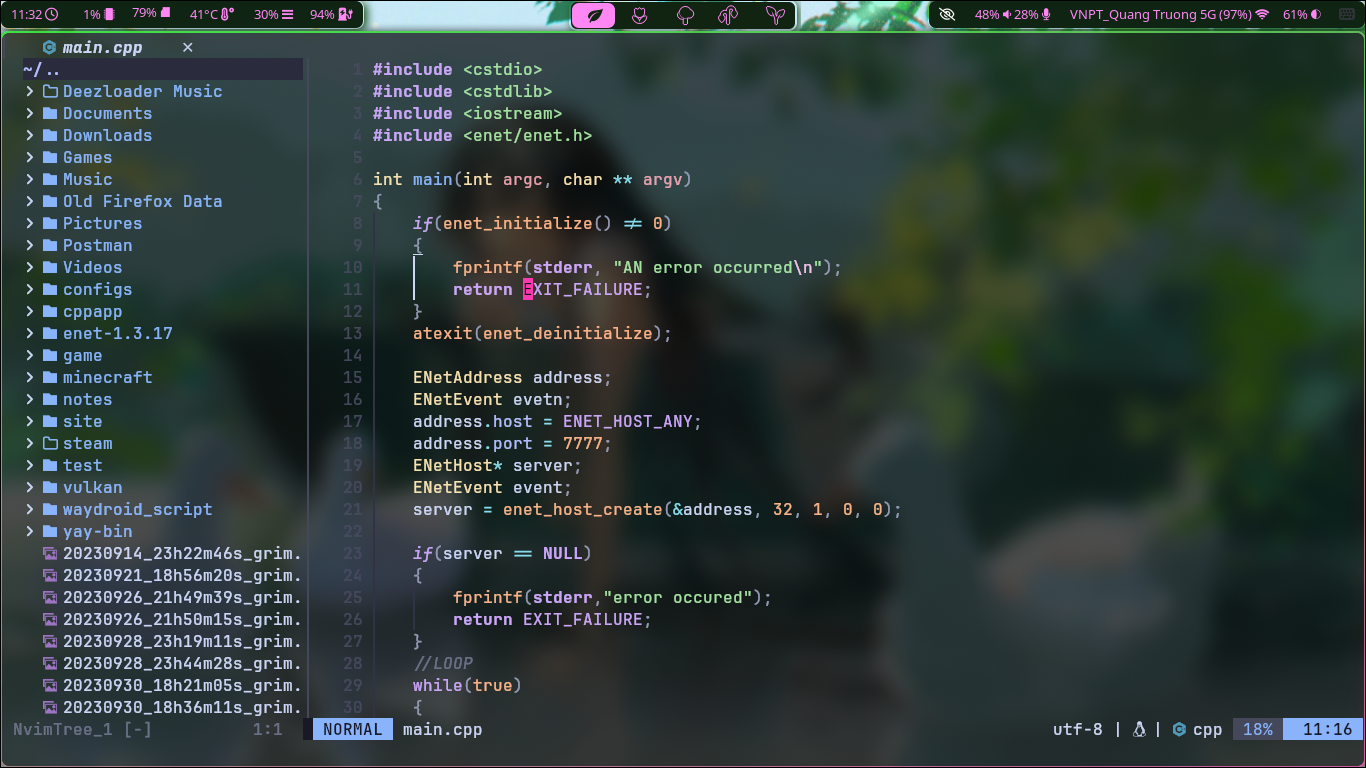 11:32 1% 79% 41°C 30% 94% 48% 28% VNPT_Quang Truong 5G (97%) 61%
main.cpp ×
~/..
Deezloader Music
Documents
Downloads
Games
Music
Old Firefox Data
Pictures
Postman
Videos
configs
cppapp
enet-1.3.17
game
minecraft
notes
site
steam
test
vulkan
waydroid_script
yay-bin
20230914_23h22m46s_grim.
20230921_18h56m20s_grim.
20230926_21h49m39s_grim.
20230926_21h50m15s_grim.
20230928_23h19m11s_grim.
20230928_23h44m28s_grim.
20230930_18h21m05s_grim.
20230930_18h36m11s_grim.
1 #include <cstdio>
2 #include <cstdlib>
3 #include <iostream>
4 #include <enet/enet.h>
5
6 int main(int argc, char ** argv)
7 {
8 if(enet_initialize() != 0)
9 {
10 fprintf(stderr, "AN error occurred\n");
11 return EXIT_FAILURE;
12 }
13 atexit(enet_deinitialize);
14
15 ENetAddress address;
16 ENetEvent evetn;
17 address.host = ENET_HOST_ANY;
18 address.port = 7777;
19 ENetHost* server;
20 ENetEvent event;
21 server = enet_host_create(&address, 32, 1, 0, 0);
22
23 if(server == NULL)
24 {
25 fprintf(stderr,"error occured");
26 return EXIT_FAILURE;
27 }
28 //LOOP
29 while(true)
30 {
NvimTree_1 [-] 1:1 NORMAL main.cpp utf-8 | | cpp 18% 11:16